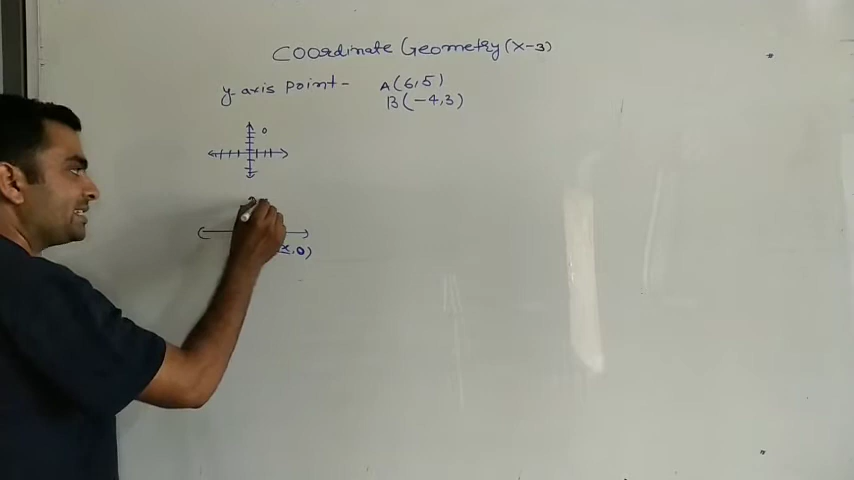 Coordinate Geometry (x-3)
y-axis point- A(6,5)
B(-4,3)
0
x,0)